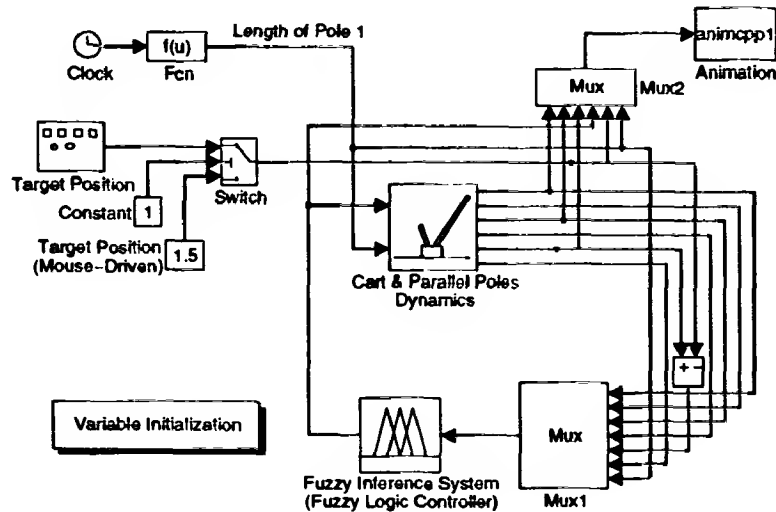 Length of Pole 1
f(u)
Clock
Fcn
animcpp1
Animation
Mux
Mux2
Target Position
Constant
1
Switch
Target Position
(Mouse-Driven)
1.5
Cart & Parallel Poles
Dynamics
+ -
Variable Initialization
Mux
Fuzzy Inference System
(Fuzzy Logic Controller)
Mux1